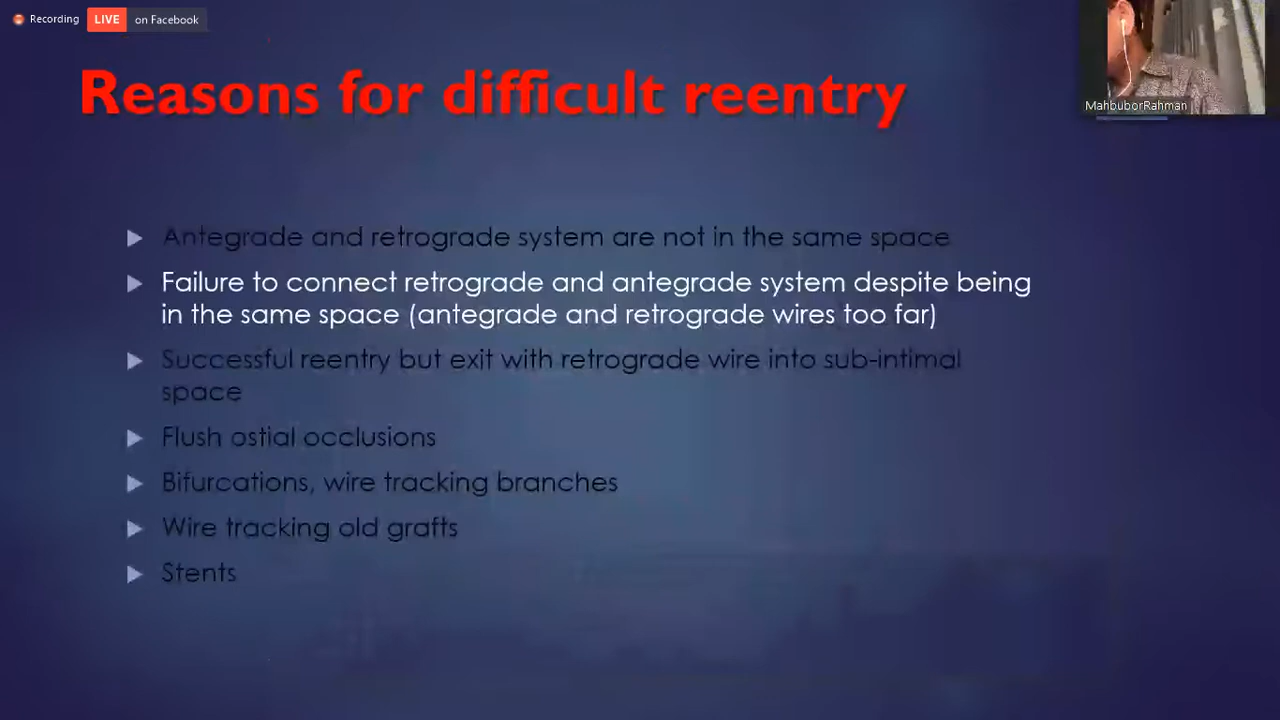 Recording LIVE on Facebook
MahbuborRahman
Reasons for difficult reentry
Antegrade and retrograde system are not in the same space
Failure to connect retrograde and antegrade system despite being
in the same space (antegrade and retrograde wires too far)
Successful reentry but exit with retrograde wire into sub-intimal
space
Flush ostial occlusions
Bifurcations, wire tracking branches
Wire tracking old grafts
Stents